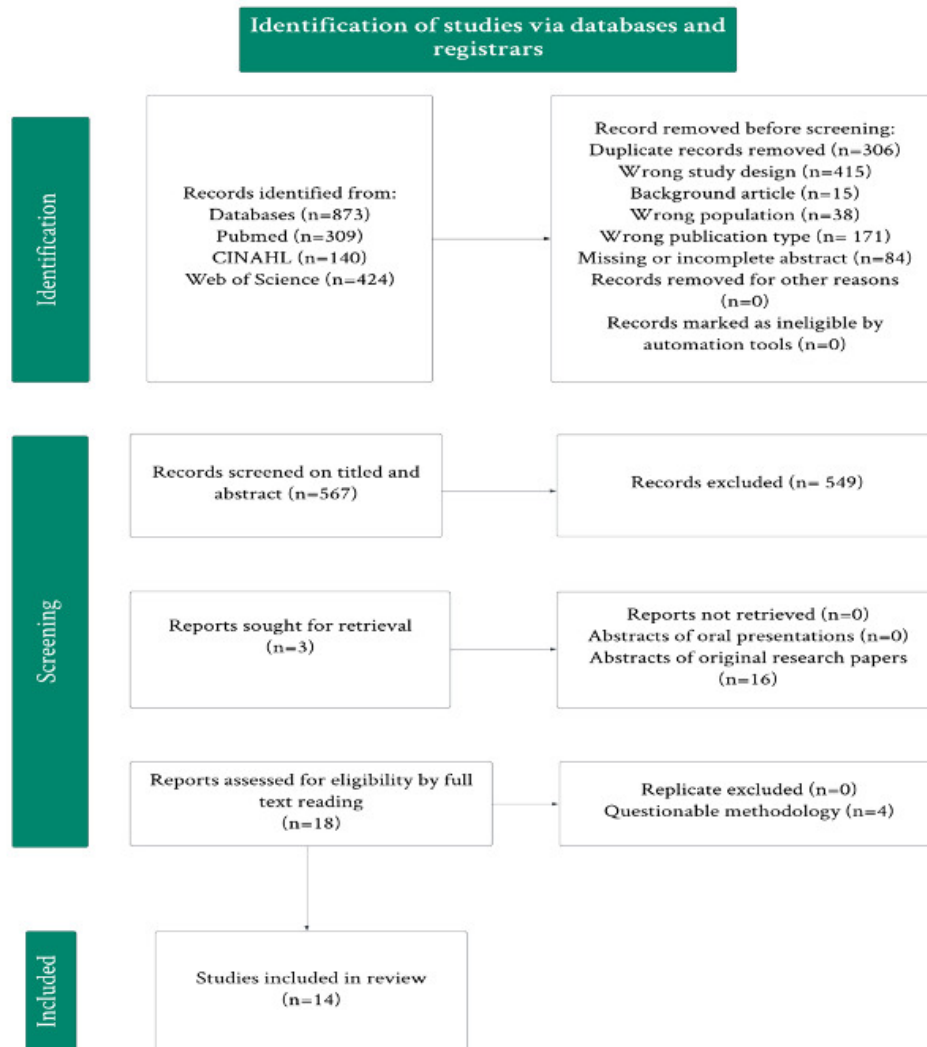 Identification of studies via databases and
registrars
Identification
Records identified from:
Databases (n=873)
Pubmed (n=309)
CINAHL (n=140)
Web of Science (n=424)
Record removed before screening:
Duplicate records removed (n=306)
Wrong study design (n=415)
Background article (n=15)
Wrong population (n=38)
Wrong publication type (n= 171)
Missing or incomplete abstract (n=84)
Records removed for other reasons
(n=0)
Records marked as ineligible by
automation tools (n=0)
Screening
Records screened on titled and
abstract (n=567)
Records excluded (n= 549)
Reports sought for retrieval
(n=3)
Reports not retrieved (n=0)
Abstracts of oral presentations (n=0)
Abstracts of original research papers
(n=16)
Reports assessed for eligibility by full
text reading
(n=18)
Replicate excluded (n=0)
Questionable methodology (n=4)
Included
Studies included in review
(n=14)